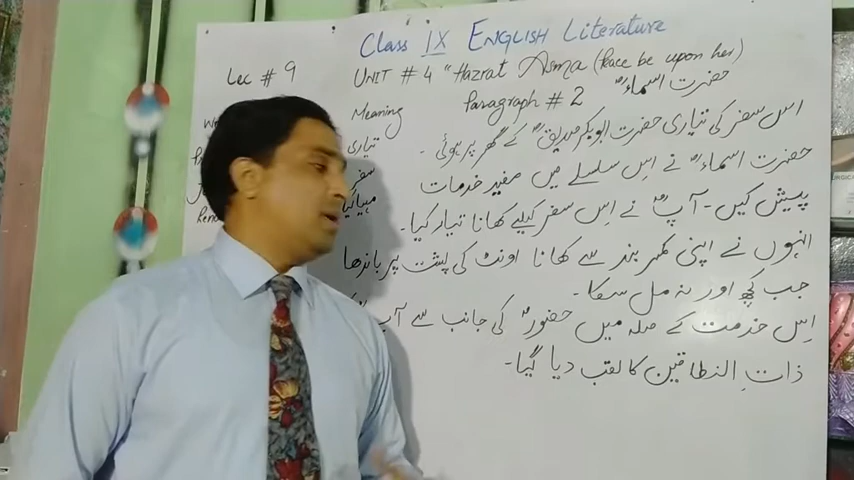 Class IX ENGLISH Literature
Lec # 9
UNIT # 4 "Hazrat Asma (Peace be upon her)
حضرت اسماءؓ
Meaning
Paragraph # 2
تیاری
سفر
مہیا کیا
اس سفر کی تیاری حضرت ابوبکر صدیقؓ کے گھر پر ہوئی ۔
حضرت اسماءؓ نے اس سلسلے میں مفید خدمات
پیش کیں۔ آپؓ نے اِس سفر کیلیے کھانا تیار کیا۔
انہوں نے اپنی کمر بند سے کھانا اونٹ کی پشت پر باندھا
جب کچھ اور نہ مل سکا۔
اِس خدمت کے صلہ میں حضورؐ کی جانب سے آپ
ذاتِ النطاقین کا لقب دیا گیا۔